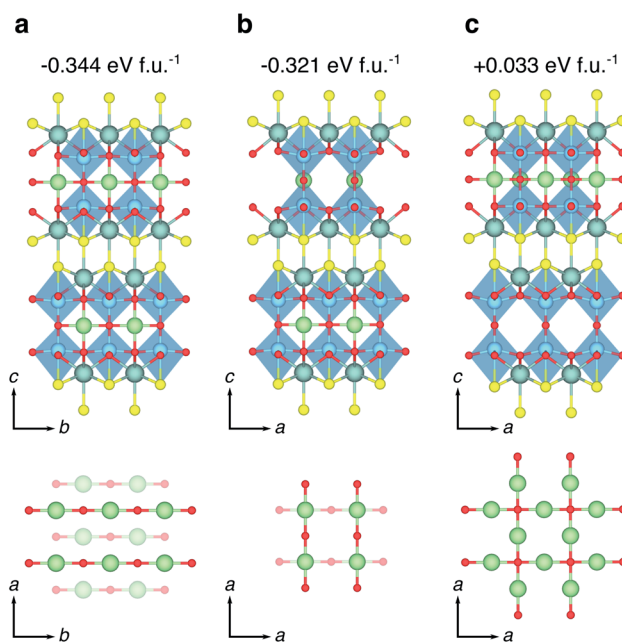 a b c
-0.344 eV f.u.⁻¹ -0.321 eV f.u.⁻¹ +0.033 eV f.u.⁻¹
c c c
b a a
a a a
b a a